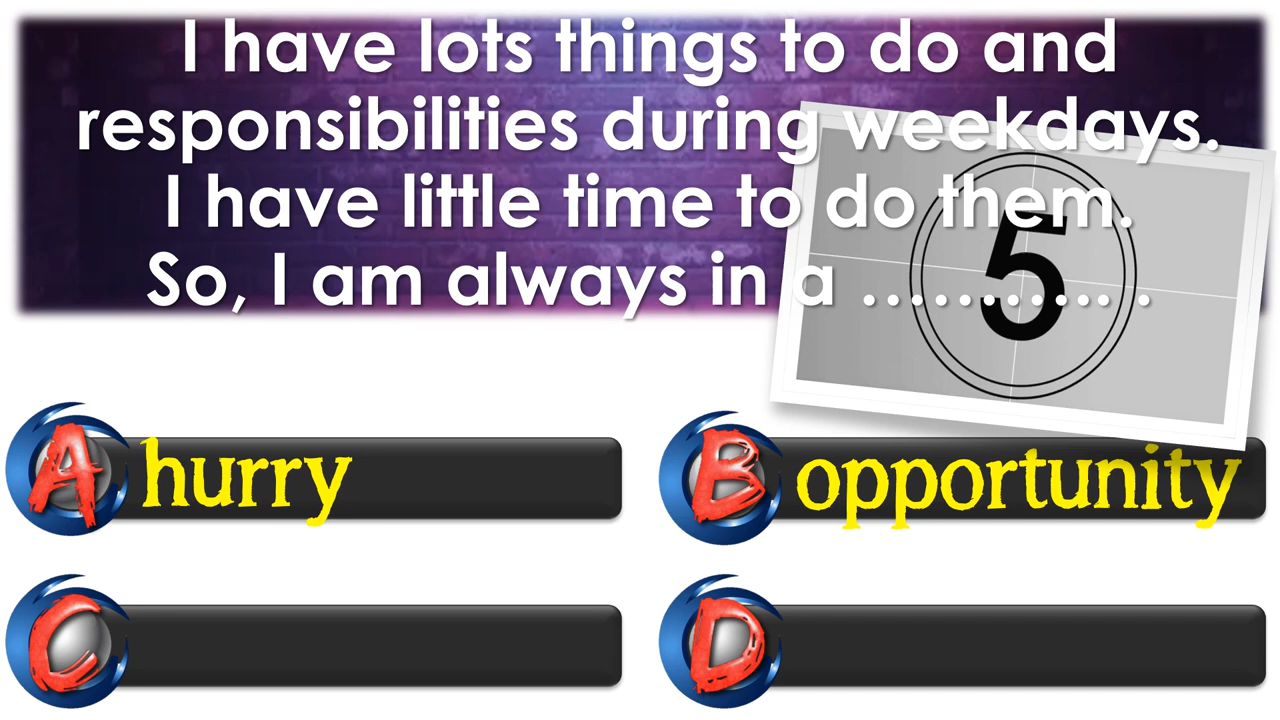 I have lots things to do and
responsibilities during weekdays.
I have little time to do them.
So, I am always in a ………… .
5
A hurry
B opportunity
C
D